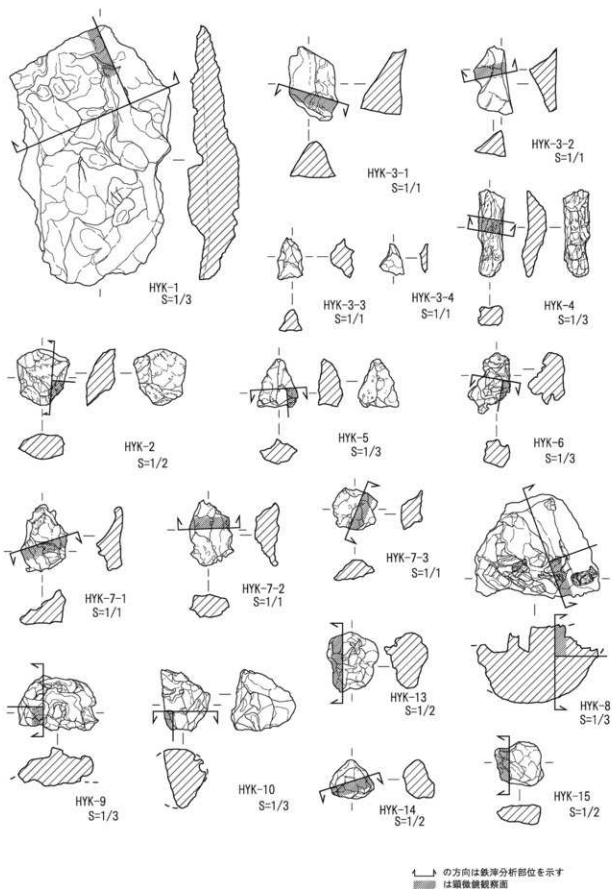 HYK-1
S=1/3
HYK-3-1
S=1/1
HYK-3-2
S=1/1
HYK-3-3
S=1/1
HYK-3-4
S=1/1
HYK-4
S=1/3
HYK-2
S=1/2
HYK-5
S=1/3
HYK-6
S=1/3
HYK-7-1
S=1/1
HYK-7-2
S=1/1
HYK-7-3
S=1/1
HYK-8
S=1/3
HYK-9
S=1/3
HYK-10
S=1/3
HYK-13
S=1/2
HYK-14
S=1/2
HYK-15
S=1/2
の方向は鉄滓分析部位を示す
は顕微鏡観察面